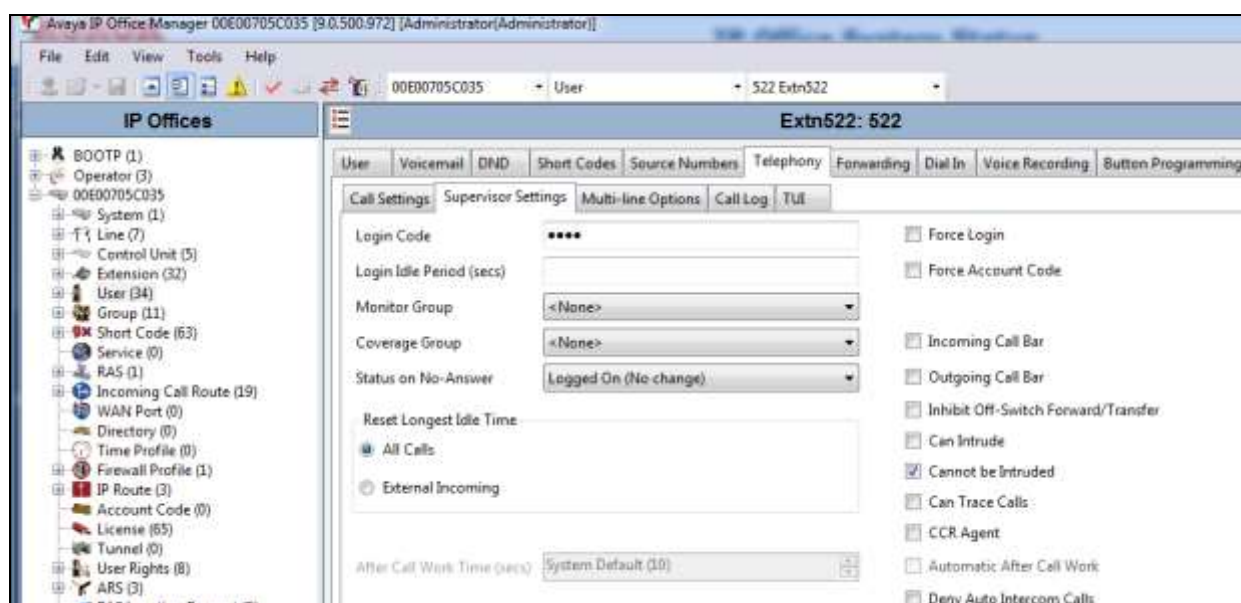 Avaya IP Office Manager 00E00705C035 [9.0.500.972] [Administrator(Administrator)]
File Edit View Tools Help
00E00705C035 User 522 Extn522
IP Offices
BOOTP (1)
Operator (3)
00E00705C035
System (1)
Line (7)
Control Unit (5)
Extension (32)
User (34)
Group (11)
Short Code (63)
Service (0)
RAS (1)
Incoming Call Route (19)
WAN Port (0)
Directory (0)
Time Profile (0)
Firewall Profile (1)
IP Route (3)
Account Code (0)
License (65)
Tunnel (0)
User Rights (8)
ARS (3)
Extn522: 522
User Voicemail DND Short Codes Source Numbers Telephony Forwarding Dial In Voice Recording Button Programming
Call Settings Supervisor Settings Multi-line Options Call Log TUI
Login Code ●●●●
Login Idle Period (secs)
Monitor Group <None>
Coverage Group <None>
Status on No-Answer Logged On (No change)
Reset Longest Idle Time
All Calls
External Incoming
After Call Work Time (secs) System Default (10)
Force Login
Force Account Code
Incoming Call Bar
Outgoing Call Bar
Inhibit Off-Switch Forward/Transfer
Can Intrude
Cannot be Intruded
Can Trace Calls
CCR Agent
Automatic After Call Work
Deny Auto Intercom Calls